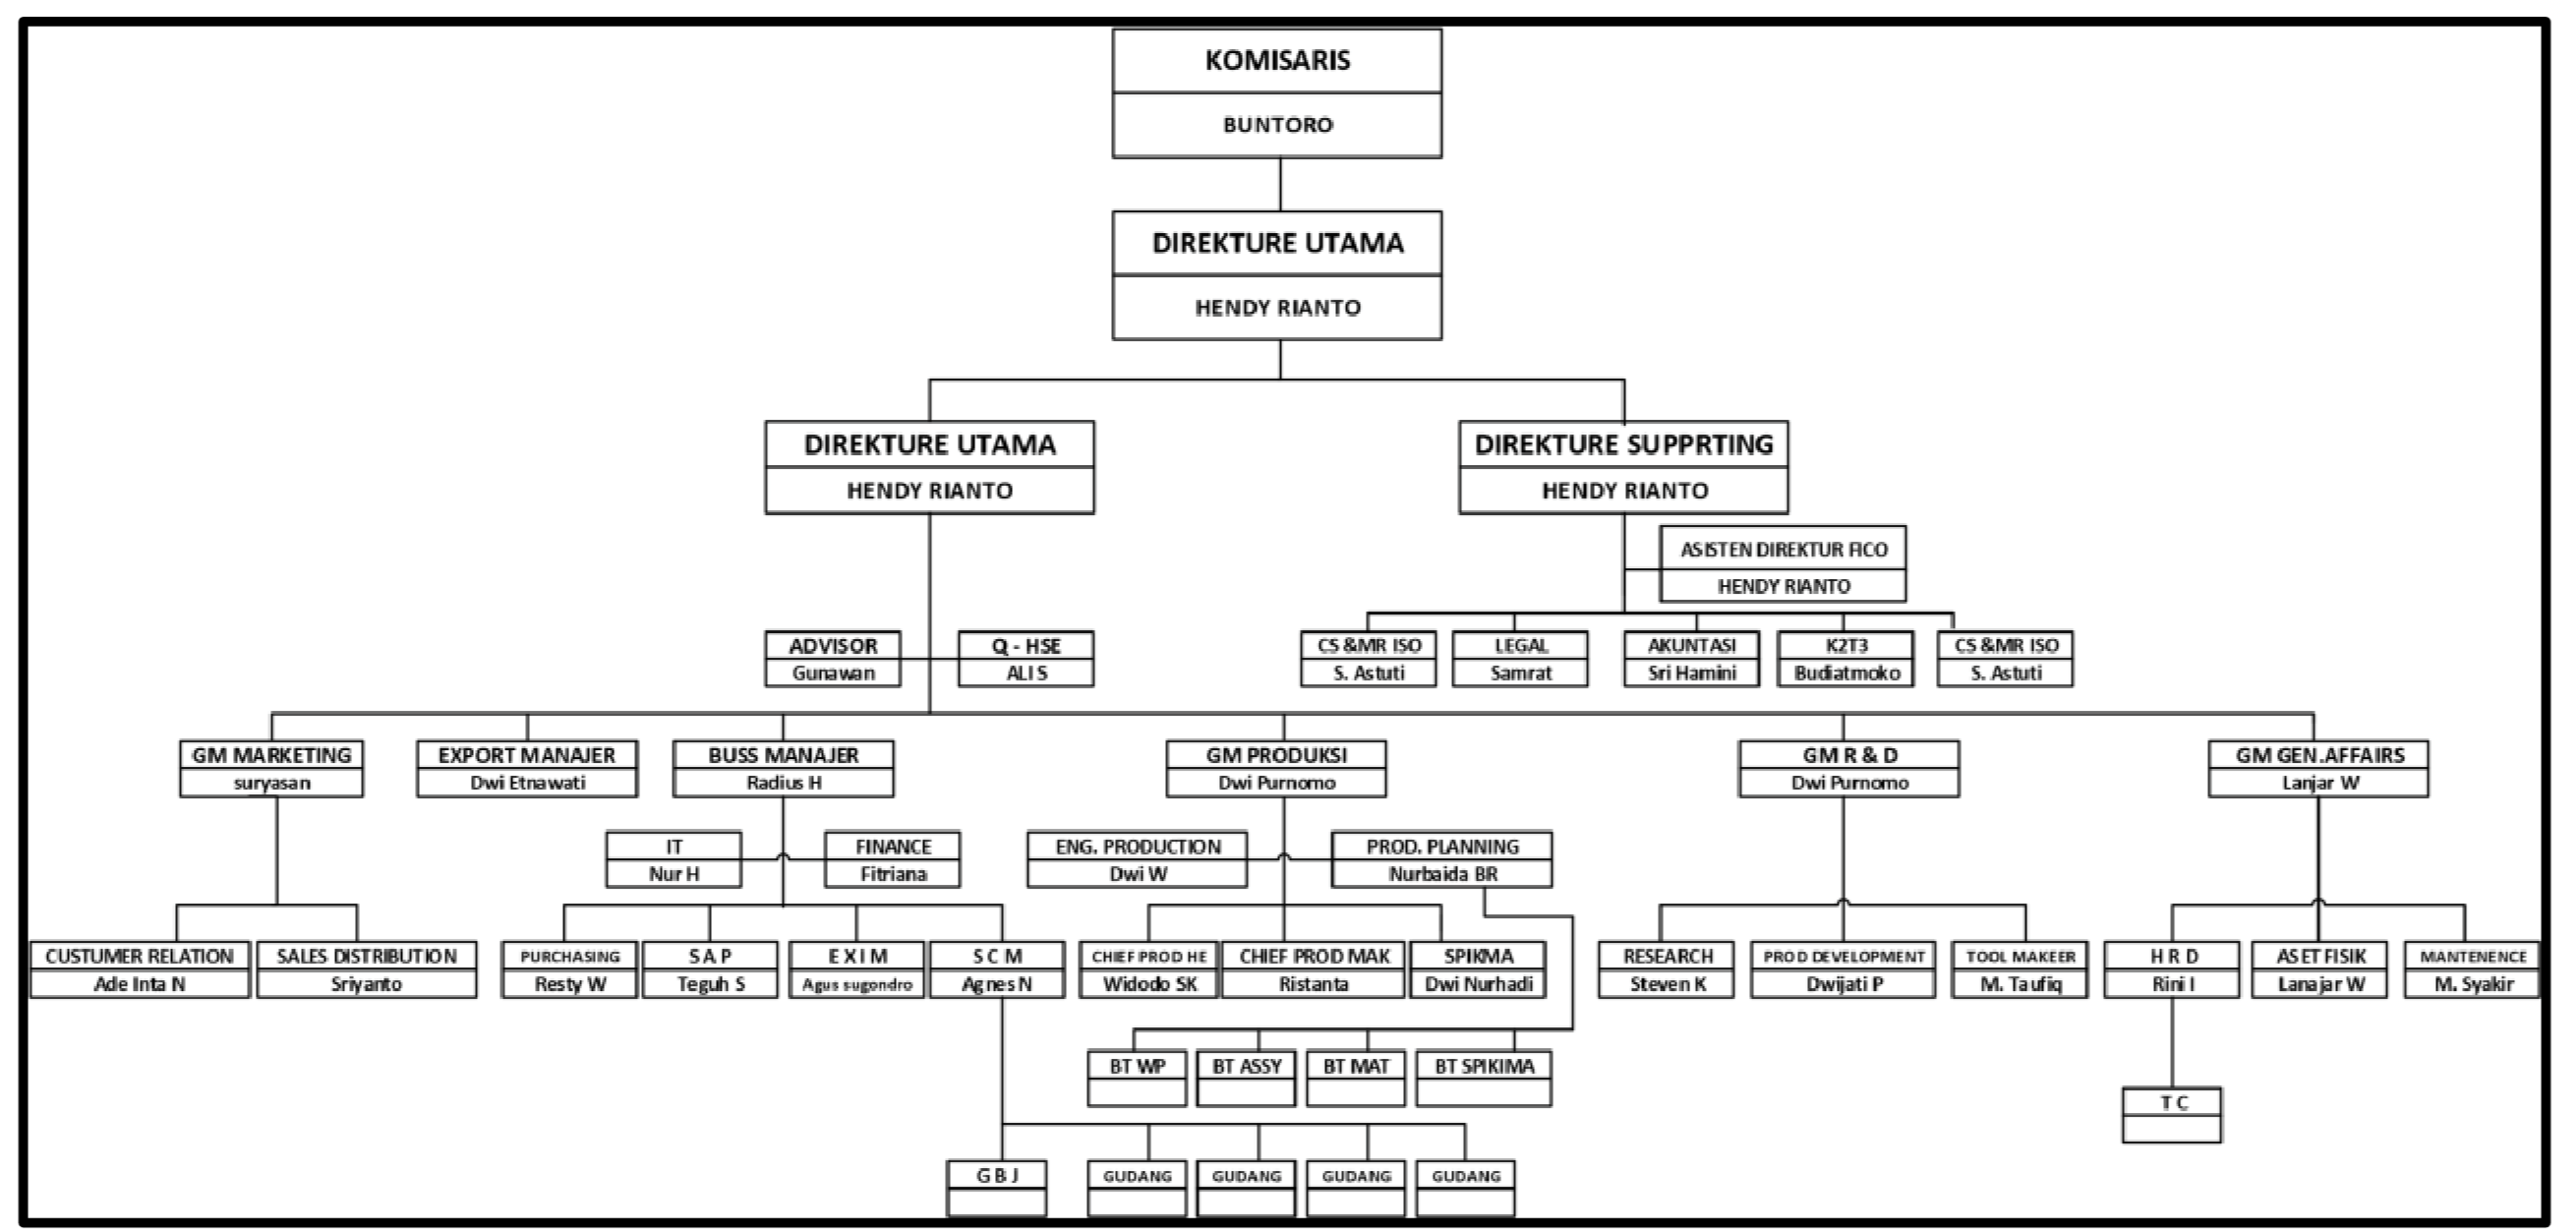 KOMISARIS
BUNTORO
DIREKTURE UTAMA
HENDY RIANTO
DIREKTURE UTAMA
HENDY RIANTO
DIREKTURE SUPPRTING
HENDY RIANTO
ASISTEN DIREKTUR FICO
HENDY RIANTO
ADVISOR
Gunawan
Q - HSE
ALI S
CS &MR ISO
S. Astuti
LEGAL
Samrat
AKUNTASI
Sri Hamini
K2T3
Budiatmoko
CS &MR ISO
S. Astuti
GM MARKETING
suryasan
EXPORT MANAJER
Dwi Etnawati
BUSS MANAJER
Radius H
GM PRODUKSI
Dwi Purnomo
GM R & D
Dwi Purnomo
GM GEN.AFFAIRS
Lanjar W
IT
Nur H
FINANCE
Fitriana
ENG. PRODUCTION
Dwi W
PROD. PLANNING
Nurbaida BR
CUSTUMER RELATION
Ade Inta N
SALES DISTRIBUTION
Sriyanto
PURCHASING
Resty W
S A P
Teguh S
E X I M
Agus sugondro
S C M
Agnes N
CHIEF PROD HE
Widodo SK
CHIEF PROD MAK
Ristanta
SPIKMA
Dwi Nurhadi
RESEARCH
Steven K
PROD DEVELOPMENT
Dwijati P
TOOL MAKEER
M. Taufiq
H R D
Rini I
ASET FISIK
Lanajar W
MANTENENCE
M. Syakir
BT WP
BT ASSY
BT MAT
BT SPIKIMA
T C
G B J
GUDANG
GUDANG
GUDANG
GUDANG